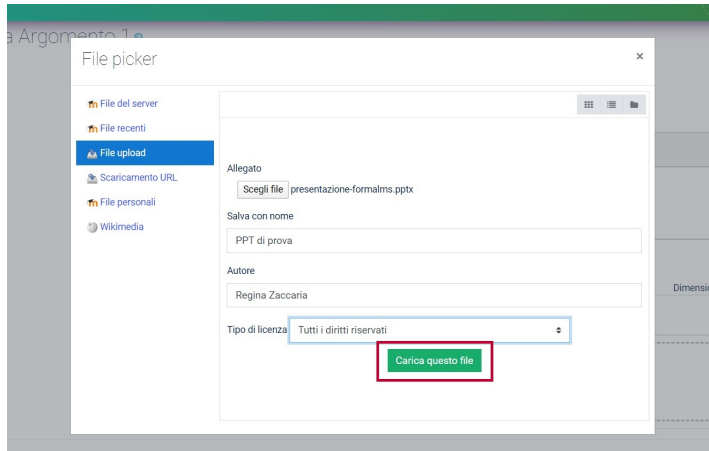 a Argomento 1
File picker
×
File del server
File recenti
File upload
Scaricamento URL
File personali
Wikimedia
Allegato
Scegli file presentazione-formalms.pptx
Salva con nome
PPT di prova
Autore
Regina Zaccaria
Tipo di licenza Tutti i diritti riservati
Carica questo file
Dimensio